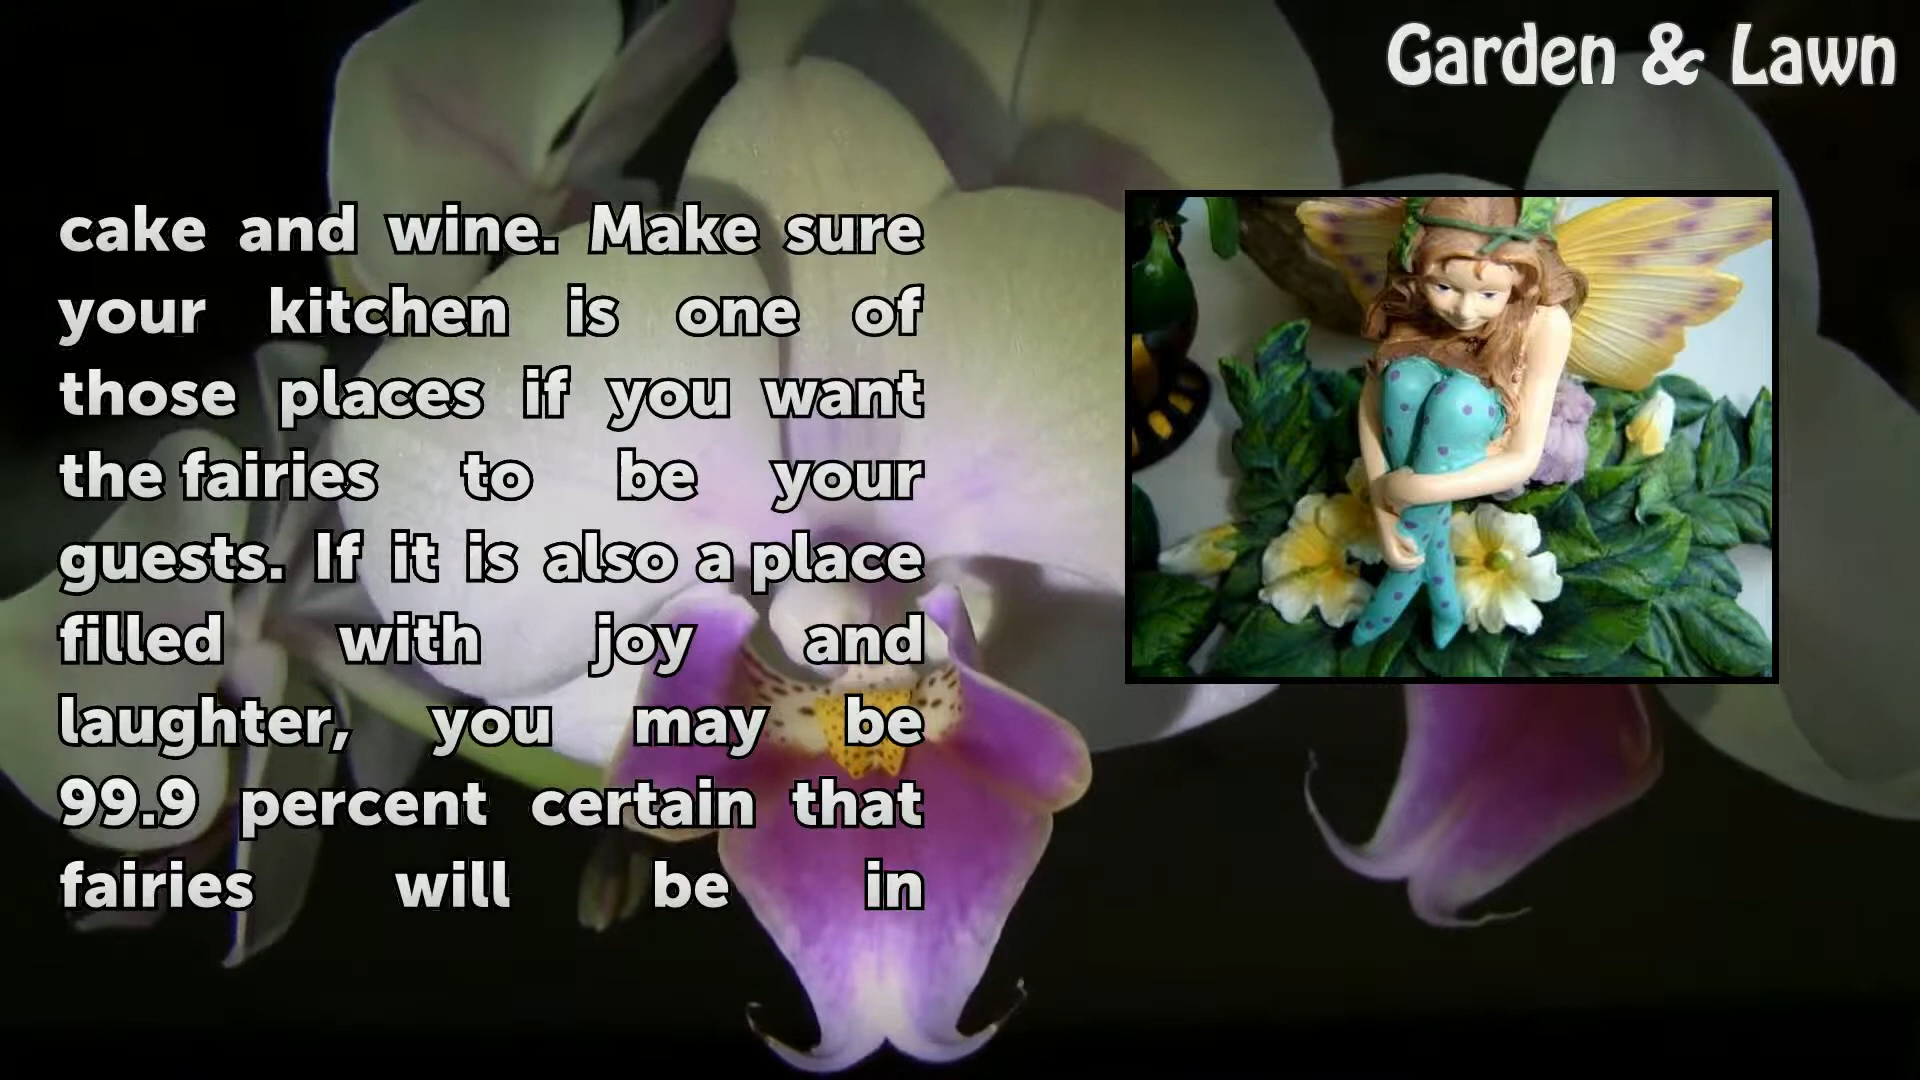 Garden & Lawn
cake and wine. Make sure
your kitchen is one of
those places if you want
the fairies to be your
guests. If it is also a place
filled with joy and
laughter, you may be
99.9 percent certain that
fairies will be in